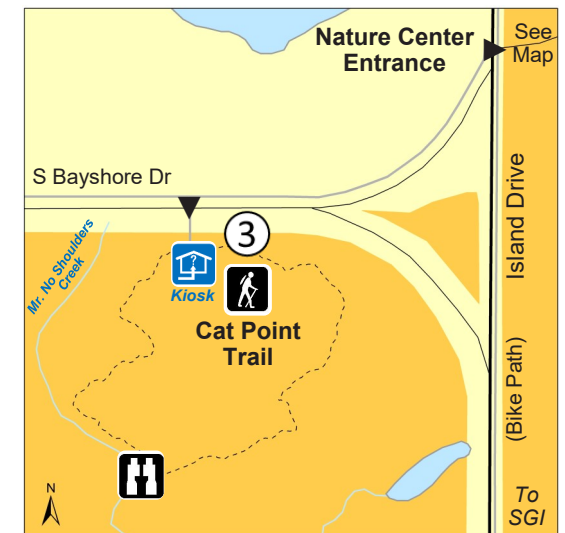 Nature Center
Entrance
See
Map
S Bayshore Dr
3
Island Drive
Mr. No Shoulders
Creek
?
Kiosk
Cat Point
Trail
(Bike Path)
N
To
SGI